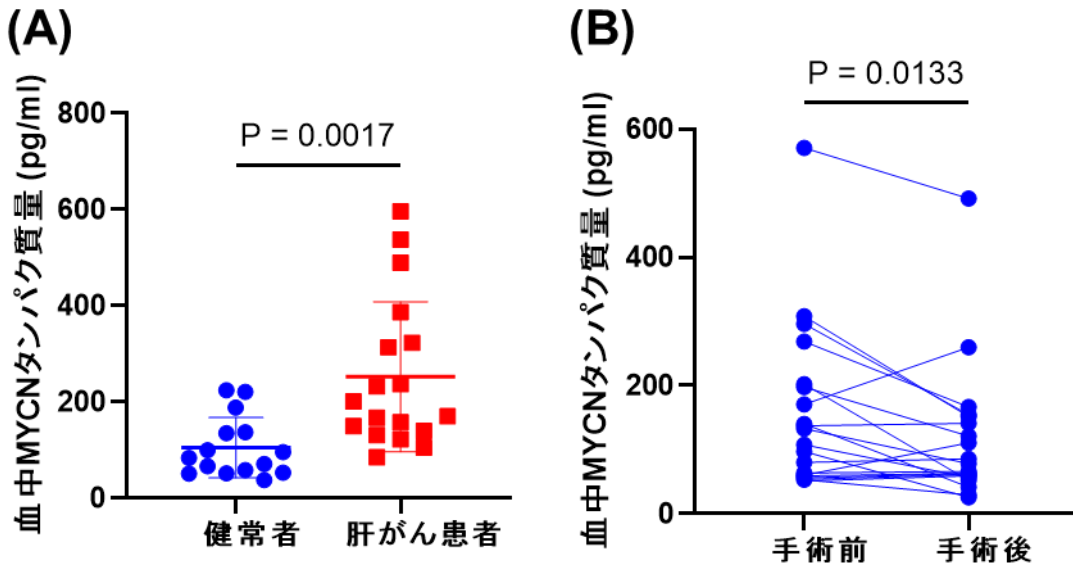 (A)
血中MYCNタンパク質量 (pg/ml)
800
600
400
200
0
P = 0.0017
健常者
肝がん患者
(B)
血中MYCNタンパク質量 (pg/ml)
600
400
200
0
P = 0.0133
手術前
手術後